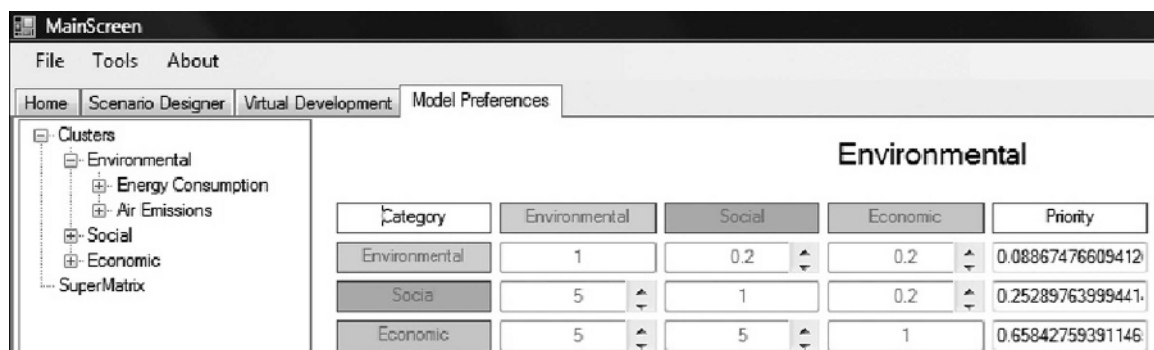 MainScreen
File Tools About
Home Scenario Designer Virtual Development Model Preferences
Clusters
Environmental
Energy Consumption
Air Emissions
Social
Economic
SuperMatrix
Environmental
Category Environmental Social Economic Priority
Environmental 1 0.2 0.2 0.08867476609412
Socia 5 1 0.2 0.25289763999441
Economic 5 5 1 0.65842759391146